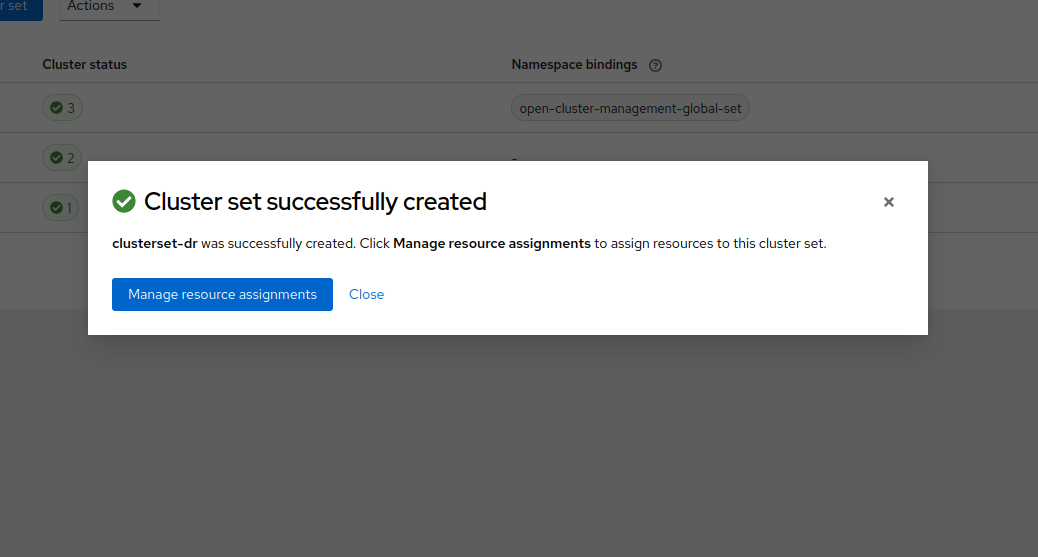 r set Actions
Cluster status Namespace bindings
3 open-cluster-management-global-set
2 -
1
Cluster set successfully created
clusterset-dr was successfully created. Click Manage resource assignments to assign resources to this cluster set.
Manage resource assignments Close